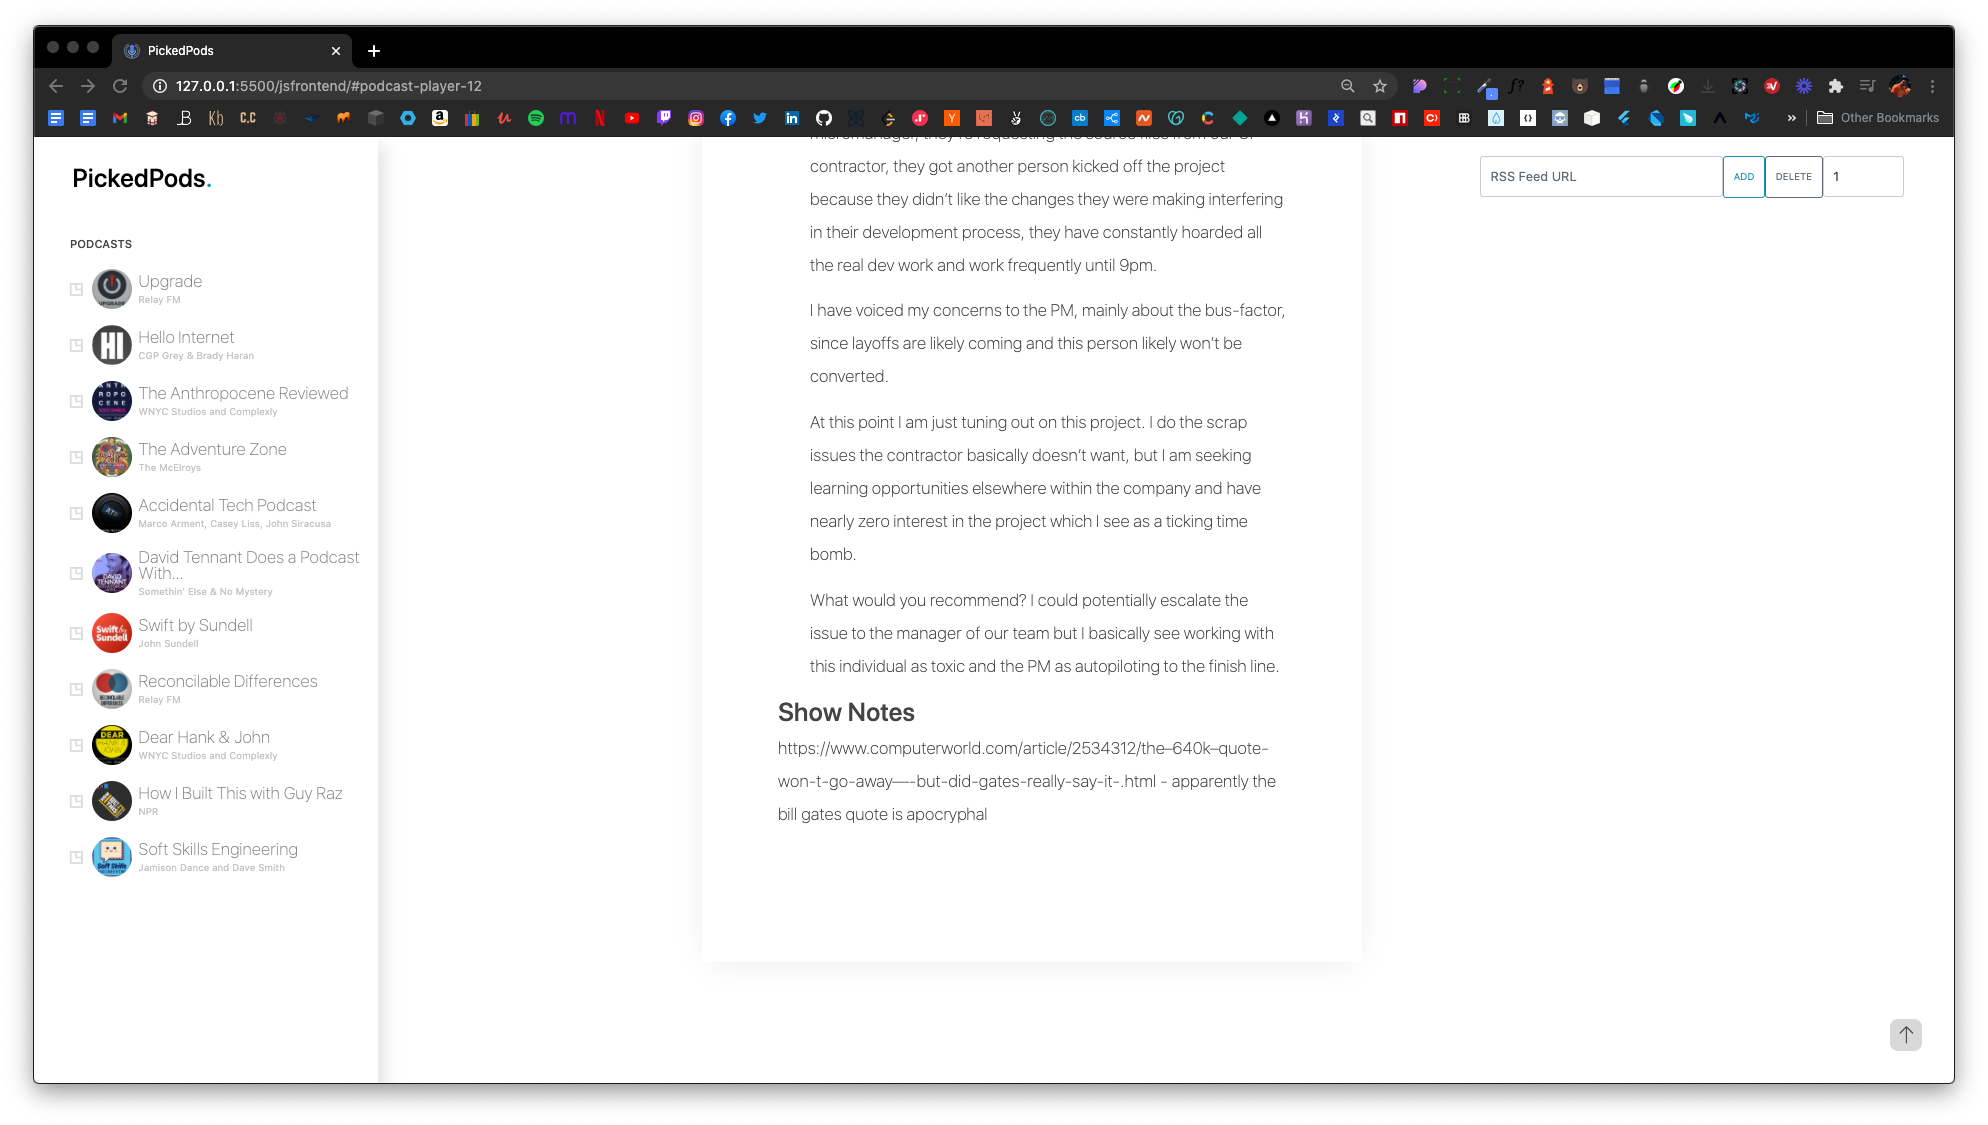 PickedPods
127.0.0.1:5500/jsfrontend/#podcast-player-12
Other Bookmarks
PickedPods.
PODCASTS
Upgrade
Relay FM
Hello Internet
CGP Grey & Brady Haran
The Anthropocene Reviewed
WNYC Studios and Complexly
The Adventure Zone
The McElroys
Accidental Tech Podcast
Marco Arment, Casey Liss, John Siracusa
David Tennant Does a Podcast
With...
Somethin' Else & No Mystery
Swift by Sundell
John Sundell
Reconcilable Differences
Relay FM
Dear Hank & John
WNYC Studios and Complexly
How I Built This with Guy Raz
NPR
Soft Skills Engineering
Jamison Dance and Dave Smith
contractor, they got another person kicked off the project
because they didn’t like the changes they were making interfering
in their development process, they have constantly hoarded all
the real dev work and work frequently until 9pm.
I have voiced my concerns to the PM, mainly about the bus-factor,
since layoffs are likely coming and this person likely won’t be
converted.
At this point I am just tuning out on this project. I do the scrap
issues the contractor basically doesn’t want, but I am seeking
learning opportunities elsewhere within the company and have
nearly zero interest in the project which I see as a ticking time
bomb.
What would you recommend? I could potentially escalate the
issue to the manager of our team but I basically see working with
this individual as toxic and the PM as autopiloting to the finish line.
Show Notes
https://www.computerworld.com/article/2534312/the–640k–quote-
won-t-go-away—-but-did-gates-really-say-it-.html - apparently the
bill gates quote is apocryphal
RSS Feed URL
ADD
DELETE
1